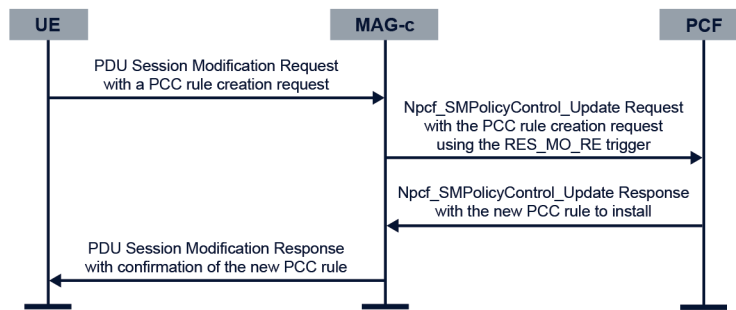 UE
MAG-c
PCF
PDU Session Modification Request
with a PCC rule creation request
Npcf_SMPolicyControl_Update Request
with the PCC rule creation request
using the RES_MO_RE trigger
Npcf_SMPolicyControl_Update Response
with the new PCC rule to install
PDU Session Modification Response
with confirmation of the new PCC rule